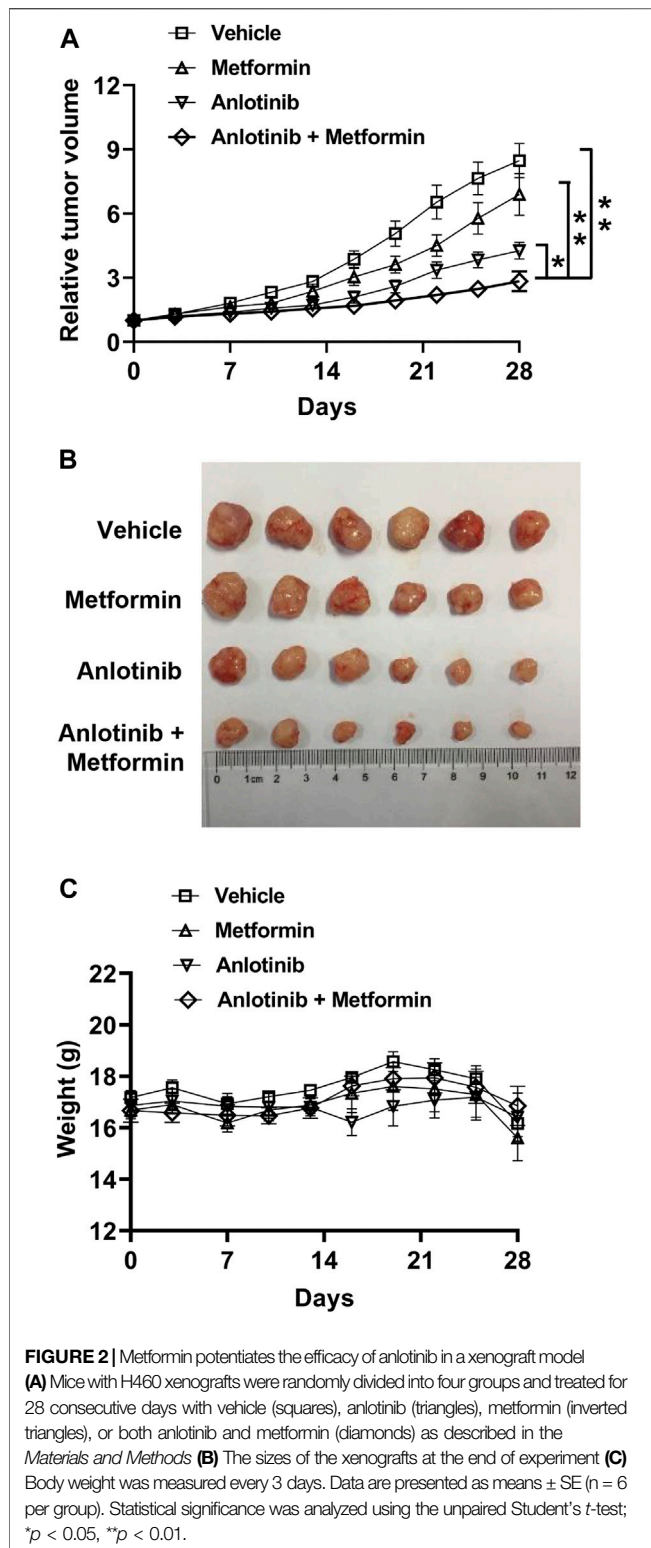 A
Vehicle
Metformin
Anlotinib
Anlotinib + Metformin
Relative tumor volume
12
9
6
3
0
0 7 14 21 28
Days
*
**
**
B
Vehicle
Metformin
Anlotinib
Anlotinib +
Metformin
0 1cm 2 3 4 5 6 7 8 9 10 11 12
C
Vehicle
Metformin
Anlotinib
Anlotinib + Metformin
Weight (g)
22
20
18
16
14
12
0 7 14 21 28
Days
FIGURE 2 | Metformin potentiates the efficacy of anlotinib in a xenograft model
(A) Mice with H460 xenografts were randomly divided into four groups and treated for
28 consecutive days with vehicle (squares), anlotinib (triangles), metformin (inverted
triangles), or both anlotinib and metformin (diamonds) as described in the
Materials and Methods (B) The sizes of the xenografts at the end of experiment (C)
Body weight was measured every 3 days. Data are presented as means ± SE (n = 6
per group). Statistical significance was analyzed using the unpaired Student's t-test;
*p < 0.05, **p < 0.01.